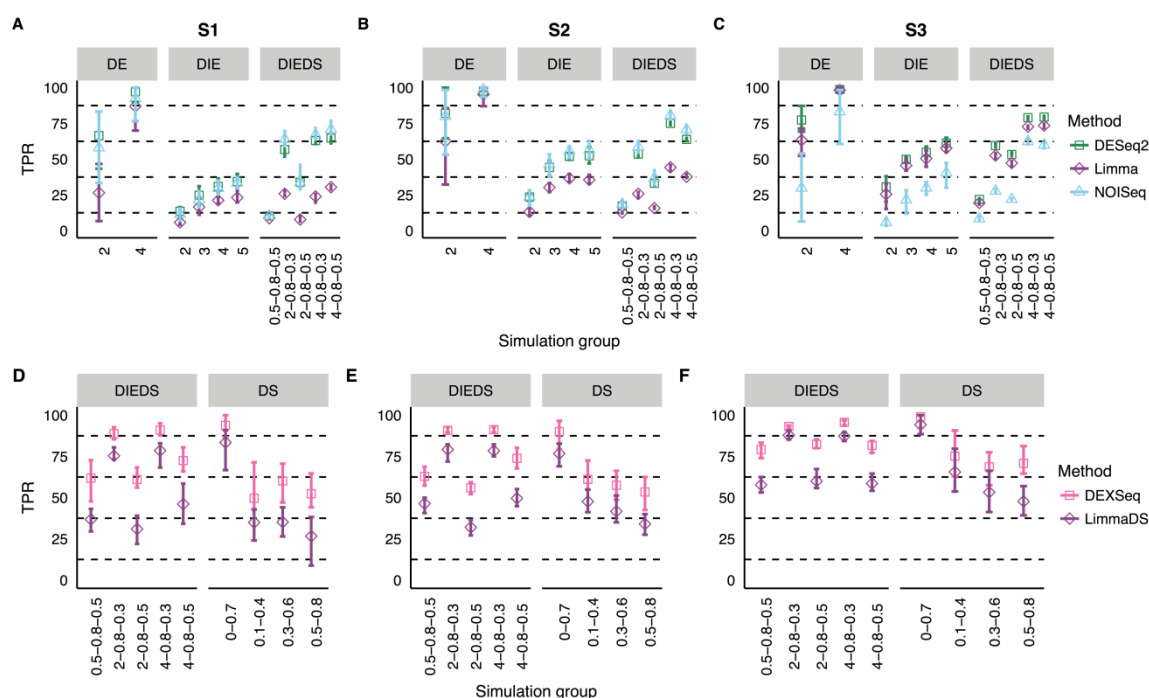 A S1 B S2 C S3
DE DIE DIEDS DE DIE DIEDS DE DIE DIEDS
100 100 100
75 75 75
50 50 50
25 25 25
0 0 0
TPR
Method
DESeq2
Limma
NOISeq
2 4 2 3 4 5 0.5−0.8−0.5 2−0.8−0.3 2−0.8−0.5 4−0.8−0.3 4−0.8−0.5
2 4 2 3 4 5 0.5−0.8−0.5 2−0.8−0.3 2−0.8−0.5 4−0.8−0.3 4−0.8−0.5
2 4 2 3 4 5 0.5−0.8−0.5 2−0.8−0.3 2−0.8−0.5 4−0.8−0.3 4−0.8−0.5
Simulation group
D E F
DIEDS DS DIEDS DS DIEDS DS
100 100 100
75 75 75
50 50 50
25 25 25
0 0 0
TPR
Method
DEXSeq
LimmaDS
0.5−0.8−0.5 2−0.8−0.3 2−0.8−0.5 4−0.8−0.3 4−0.8−0.5 0−0.7 0.1−0.4 0.3−0.6 0.5−0.8
0.5−0.8−0.5 2−0.8−0.3 2−0.8−0.5 4−0.8−0.3 4−0.8−0.5 0−0.7 0.1−0.4 0.3−0.6 0.5−0.8
0.5−0.8−0.5 2−0.8−0.3 2−0.8−0.5 4−0.8−0.3 4−0.8−0.5 0−0.7 0.1−0.4 0.3−0.6 0.5−0.8
Simulation group